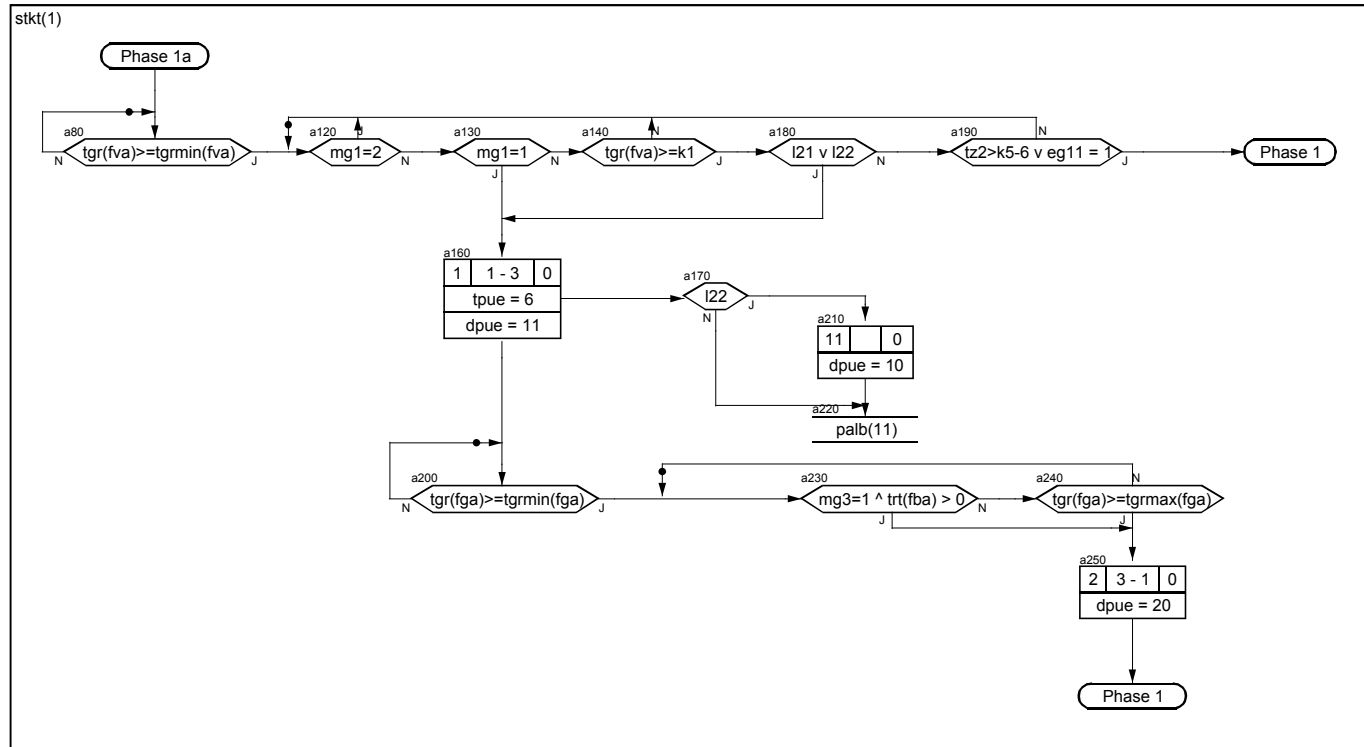 stkt(1)
Phase 1a
a80
tgr(fva)>=tgrmin(fva)
N
J
a120
mg1=2
J
N
a130
mg1=1
J
N
a140
tgr(fva)>=k1
N
J
a180
l21 v l22
J
N
a190
tz2>k5-6 v eg11 = 1
N
J
Phase 1
a160
1 1 - 3 0
tpue = 6
dpue = 11
a170
l22
N
J
a210
11 0
dpue = 10
a220
palb(11)
a200
tgr(fga)>=tgrmin(fga)
N
J
a230
mg3=1 ^ trt(fba) > 0
J
N
a240
tgr(fga)>=tgrmax(fga)
N
J
a250
2 3 - 1 0
dpue = 20
Phase 1